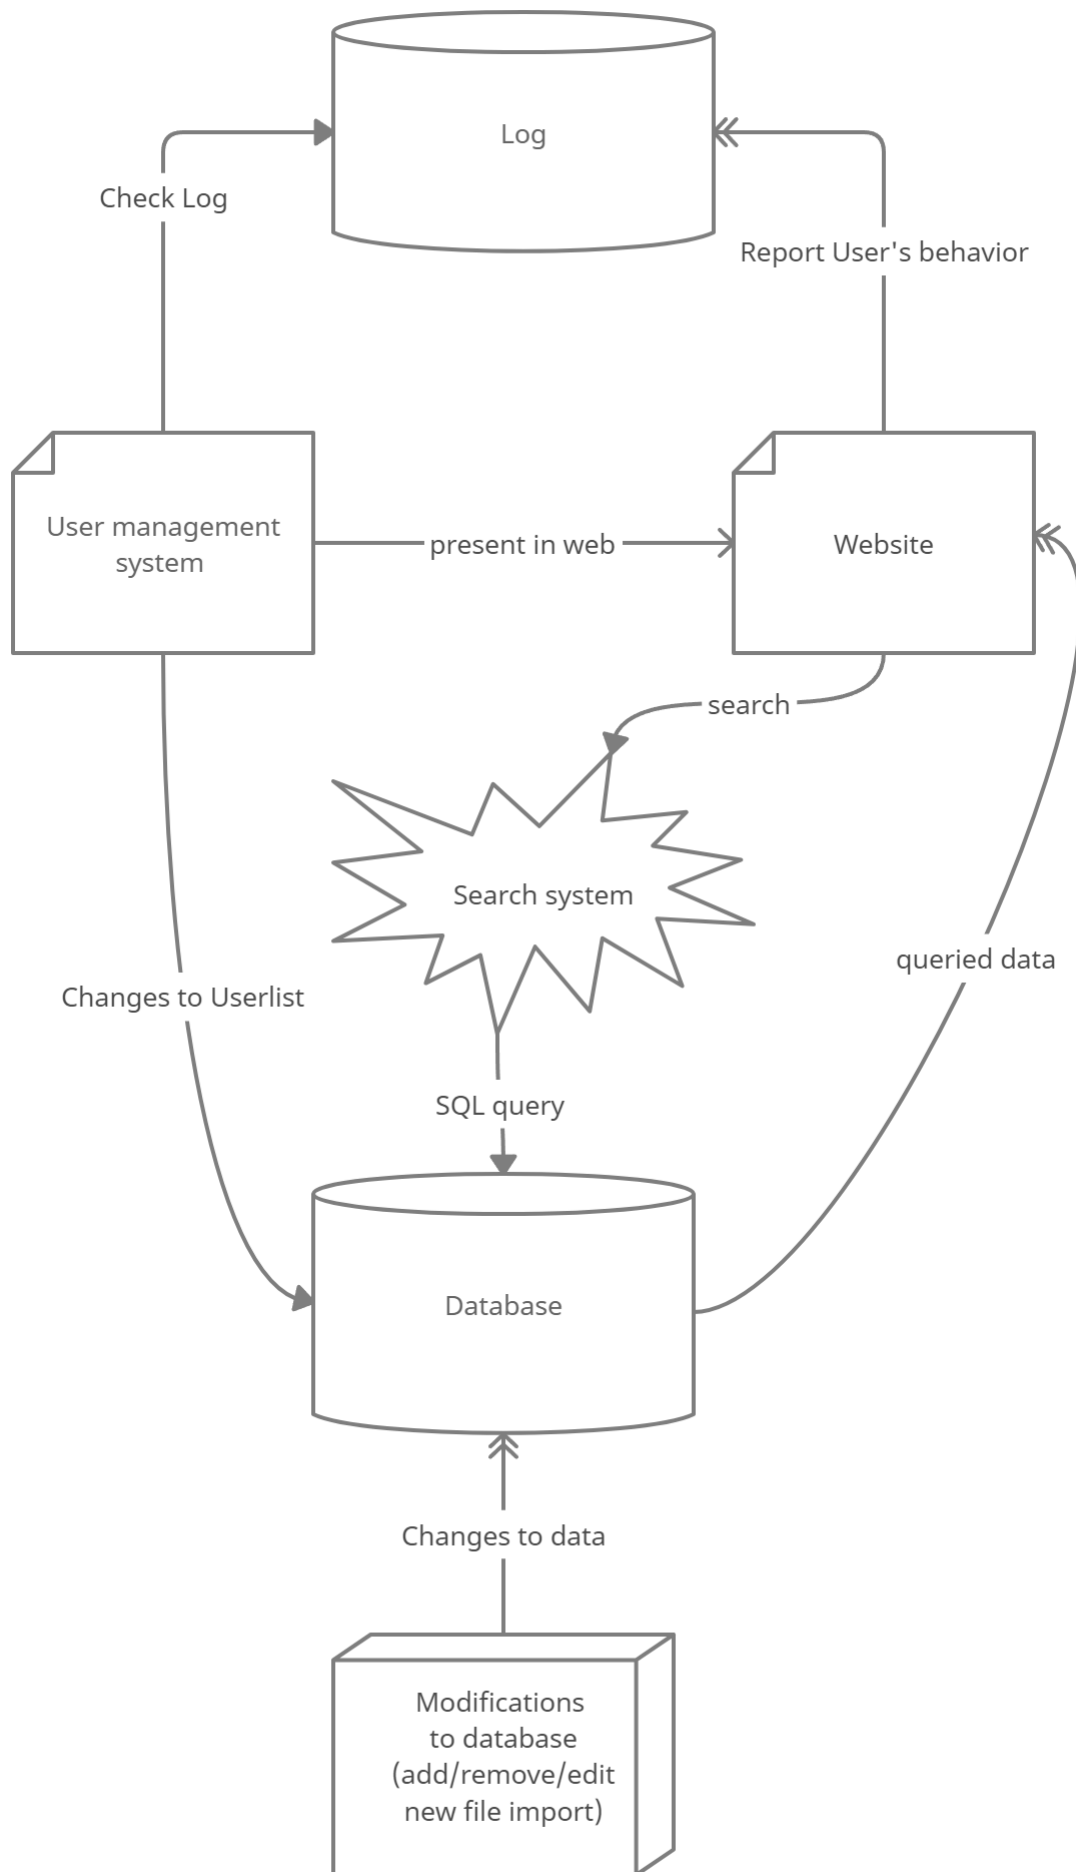 Log
Check Log
Report User's behavior
User management
system
present in web
Website
search
Search system
queried data
Changes to Userlist
SQL query
Database
Changes to data
Modifications
to database
(add/remove/edit
new file import)